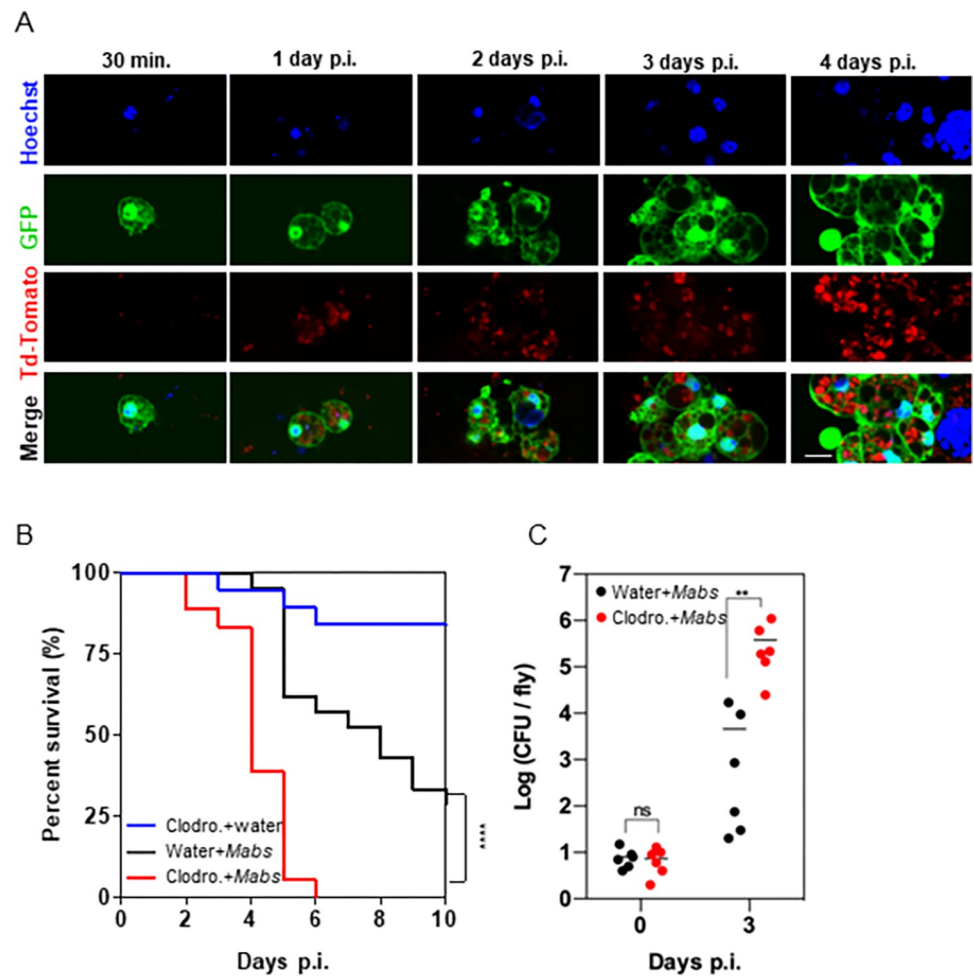 A
30 min.
1 day p.i.
2 days p.i.
3 days p.i.
4 days p.i.
Hoechst
GFP
Td-Tomato
Merge
B
Percent survival (%)
100
75
50
25
0
Clodro.+water
Water+Mabs
Clodro.+Mabs
****
0 2 4 6 8 10
Days p.i.
C
Log (CFU / fly)
7
6
5
4
3
2
1
0
Water+Mabs
Clodro.+Mabs
**
ns
0 3
Days p.i.